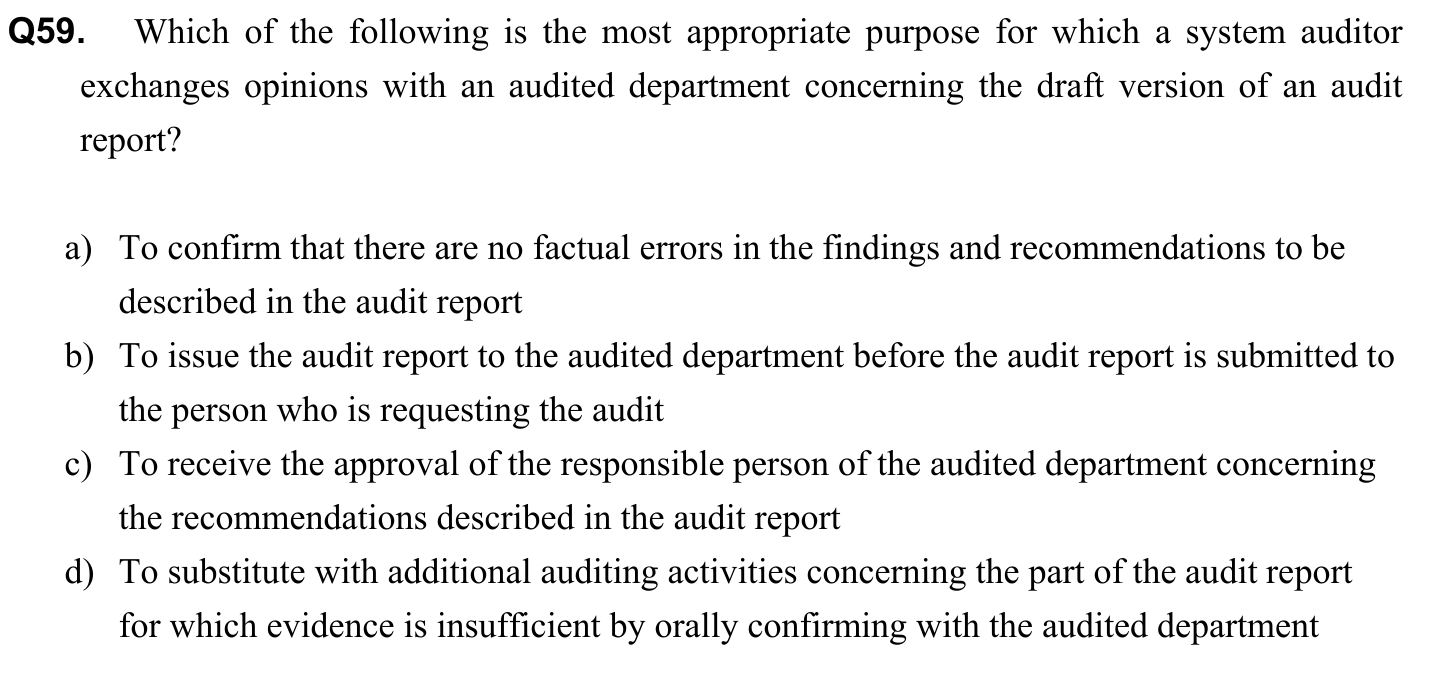 Q59. Which of the following is the most appropriate purpose for which a system auditor
exchanges opinions with an audited department concerning the draft version of an audit
report?
a) To confirm that there are no factual errors in the findings and recommendations to be
described in the audit report
b) To issue the audit report to the audited department before the audit report is submitted to
the person who is requesting the audit
c) To receive the approval of the responsible person of the audited department concerning
the recommendations described in the audit report
d) To substitute with additional auditing activities concerning the part of the audit report
for which evidence is insufficient by orally confirming with the audited department